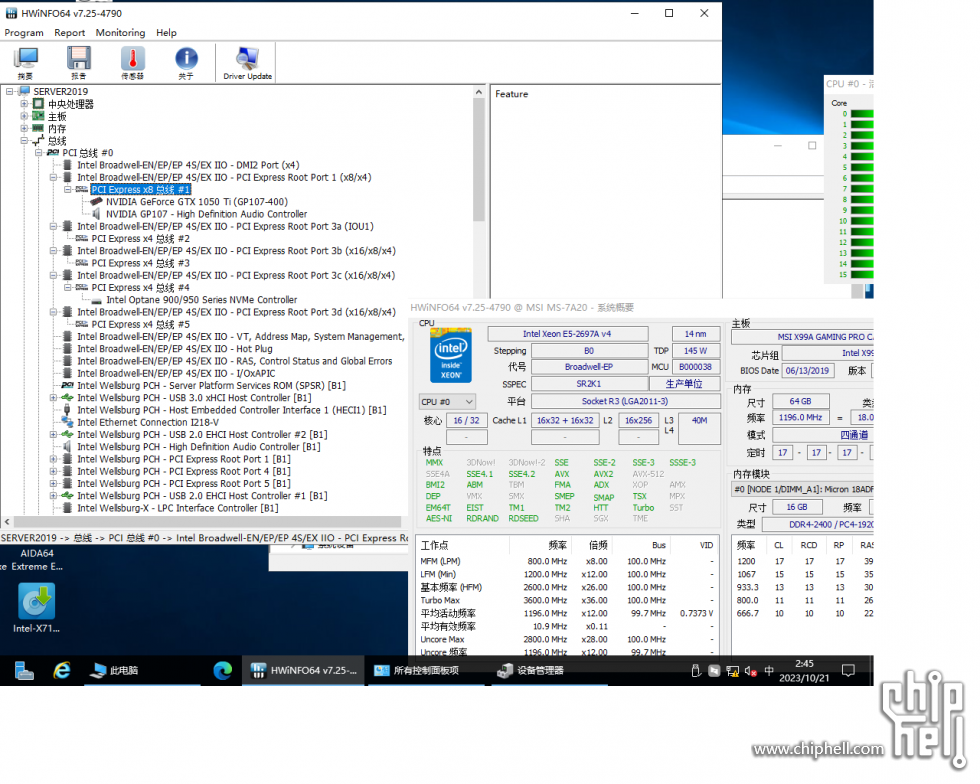 HWiNFO64 v7.25-4790
Program Report Monitoring Help
摘要 报告 传感器 关于 Driver Update
SERVER2019
中央处理器
主板
内存
总线
PCI 总线 #0
Intel Broadwell-EN/EP/EP 4S/EX IIO - DMI2 Port (x4)
Intel Broadwell-EN/EP/EP 4S/EX IIO - PCI Express Root Port 1 (x8/x4)
PCI Express x8 总线 #1
NVIDIA GeForce GTX 1050 Ti (GP107-400)
NVIDIA GP107 - High Definition Audio Controller
Intel Broadwell-EN/EP/EP 4S/EX IIO - PCI Express Root Port 3a (IOU1)
PCI Express x4 总线 #2
Intel Broadwell-EN/EP/EP 4S/EX IIO - PCI Express Root Port 3b (x16/x8/x4)
PCI Express x4 总线 #3
Intel Broadwell-EN/EP/EP 4S/EX IIO - PCI Express Root Port 3c (x16/x8/x4)
PCI Express x4 总线 #4
Intel Optane 900/950 Series NVMe Controller
Intel Broadwell-EN/EP/EP 4S/EX IIO - PCI Express Root Port 3d (x16/x8/x4)
PCI Express x4 总线 #5
Intel Broadwell-EN/EP/EP 4S/EX IIO - VT, Address Map, System Management,
Intel Broadwell-EN/EP/EP 4S/EX IIO - Hot Plug
Intel Broadwell-EN/EP/EP 4S/EX IIO - RAS, Control Status and Global Errors
Intel Broadwell-EN/EP/EP 4S/EX IIO - I/OxAPIC
Intel Wellsburg PCH - Server Platform Services ROM (SPSR) [B1]
Intel Wellsburg PCH - USB 3.0 xHCI Host Controller [B1]
Intel Wellsburg PCH - Host Embedded Controller Interface 1 (HECI1) [B1]
Intel Ethernet Connection I218-V
Intel Wellsburg PCH - USB 2.0 EHCI Host Controller #2 [B1]
Intel Wellsburg PCH - High Definition Audio Controller [B1]
Intel Wellsburg PCH - PCI Express Root Port 1 [B1]
Intel Wellsburg PCH - PCI Express Root Port 4 [B1]
Intel Wellsburg PCH - PCI Express Root Port 5 [B1]
Intel Wellsburg PCH - USB 2.0 EHCI Host Controller #1 [B1]
Intel Wellsburg-X - LPC Interface Controller [B1]
SERVER2019 -> 总线 -> PCI 总线 #0 -> Intel Broadwell-EN/EP/EP 4S/EX IIO - PCI Express Ro
Feature
CPU #0 -
Core
0
1
2
3
4
5
6
7
8
9
10
11
12
13
14
15
HWiNFO64 v7.25-4790 @ MSI MS-7A20 - 系统概要
CPU
intel inside XEON
Intel Xeon E5-2697A v4 14 nm
Stepping B0 TDP 145 W
代号 Broadwell-EP MCU B000038
SSPEC SR2K1 生产单位
CPU #0 平台 Socket R3 (LGA2011-3)
核心 16 / 32 Cache L1 16x32 + 16x32 L2 16x256 L3 40M
- - - L4
特点
MMX 3DNow! 3DNow!-2 SSE SSE-2 SSE-3 SSSE-3
SSE4A SSE4.1 SSE4.2 AVX AVX2 AVX-512
BMI2 ABM TBM FMA ADX XOP AMX
DEP VMX SMX SMEP SMAP TSX MPX
EM64T EIST TM1 TM2 HTT Turbo SST
AES-NI RDRAND RDSEED SHA SGX TME
工作点 频率 倍频 Bus VID
MFM (LPM) 800.0 MHz x8.00 100.0 MHz -
LFM (Min) 1200.0 MHz x12.00 100.0 MHz -
基本频率 (HFM) 2600.0 MHz x26.00 100.0 MHz -
Turbo Max 3600.0 MHz x36.00 100.0 MHz -
平均活动频率 1196.0 MHz x12.00 99.7 MHz 0.7373 V
平均有效频率 10.9 MHz x0.11 - -
Uncore Max 2800.0 MHz x28.00 100.0 MHz -
Uncore 频率 1196.0 MHz x12.00 99.7 MHz -
主板
MSI X99A GAMING PRO CA
芯片组 Intel X99
BIOS Date 06/13/2019 版本
内存
尺寸 64 GB
频率 1196.0 MHz = 18.0
模式 四通道
定时 17 - 17 - 17 -
内存模块
#0 [NODE 1/DIMM_A1]: Micron 18ADF
尺寸 16 GB 频率
类型 DDR4-2400 / PC4-1920
频率 CL RCD RP RAS
1200 17 17 17 39
1067 15 15 15 35
933.3 13 13 13 30
800.0 11 11 11 26
666.7 10 10 10 22
AIDA64
Extreme E...
Intel-X71...
此电脑
HWiNFO64 v7.25-...
所有控制面板项
设备管理器
中
2:45
2023/10/21
chip hell
www.chiphell.com